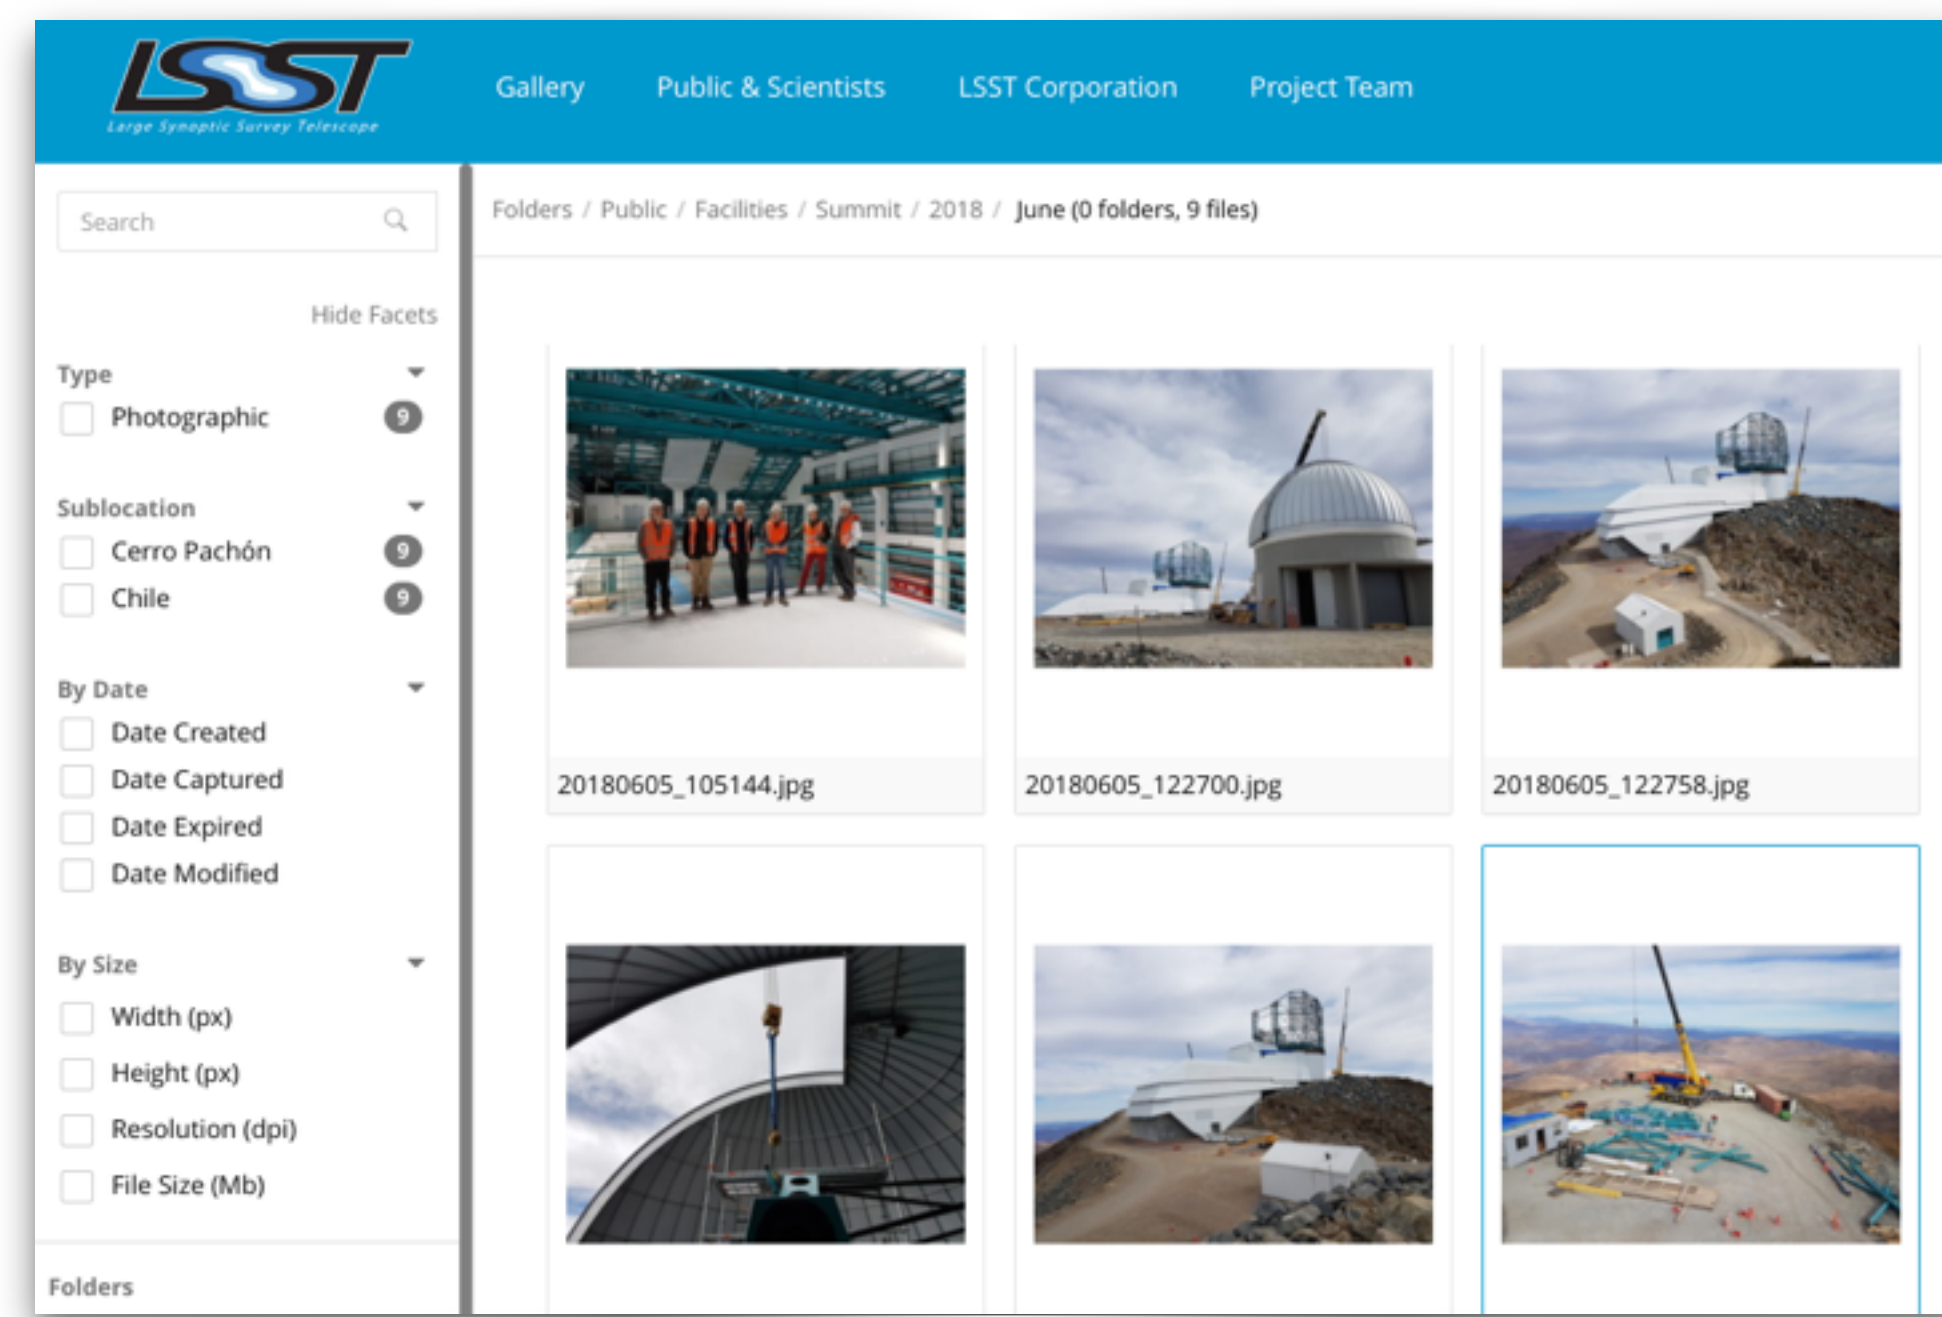 LSST
Large Synoptic Survey Telescope
Gallery
Public & Scientists
LSST Corporation
Project Team
Search
Folders / Public / Facilities / Summit / 2018 / June (0 folders, 9 files)
Hide Facets
Type
Photographic 9
Sublocation
Cerro Pachón 9
Chile 9
By Date
Date Created
Date Captured
Date Expired
Date Modified
By Size
Width (px)
Height (px)
Resolution (dpi)
File Size (Mb)
Folders
20180605_105144.jpg
20180605_122700.jpg
20180605_122758.jpg